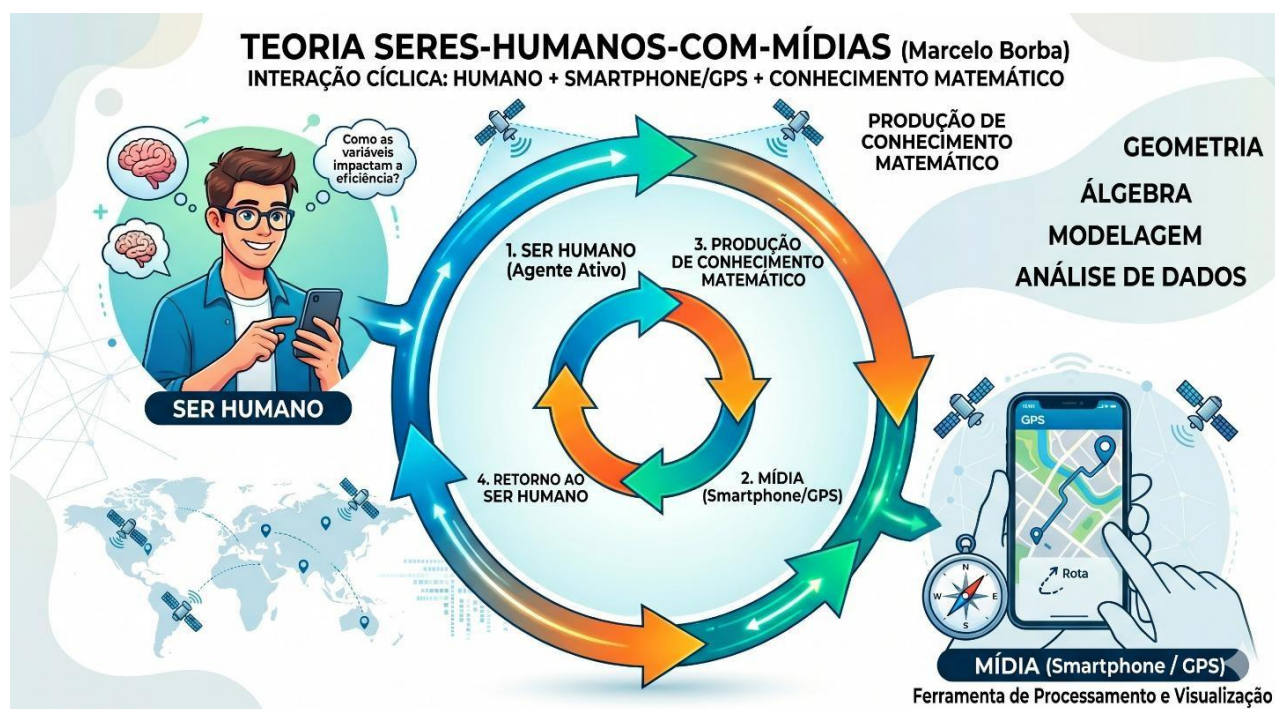 TEORIA SERES-HUMANOS-COM-MÍDIAS (Marcelo Borba)
INTERAÇÃO CÍCLICA: HUMANO + SMARTPHONE/GPS + CONHECIMENTO MATEMÁTICO
Como as
variáveis
impactam a
eficiência?
SER HUMANO
1. SER HUMANO
(Agente Ativo)
3. PRODUÇÃO
DE CONHECIMENTO
MATEMÁTICO
4. RETORNO AO
SER HUMANO
2. MÍDIA
(Smartphone/GPS)
PRODUÇÃO DE
CONHECIMENTO
MATEMÁTICO
GEOMETRIA
ÁLGEBRA
MODELAGEM
ANÁLISE DE DADOS
GPS
Rota
N
W
E
S
MÍDIA (Smartphone / GPS)
Ferramenta de Processamento e Visualização